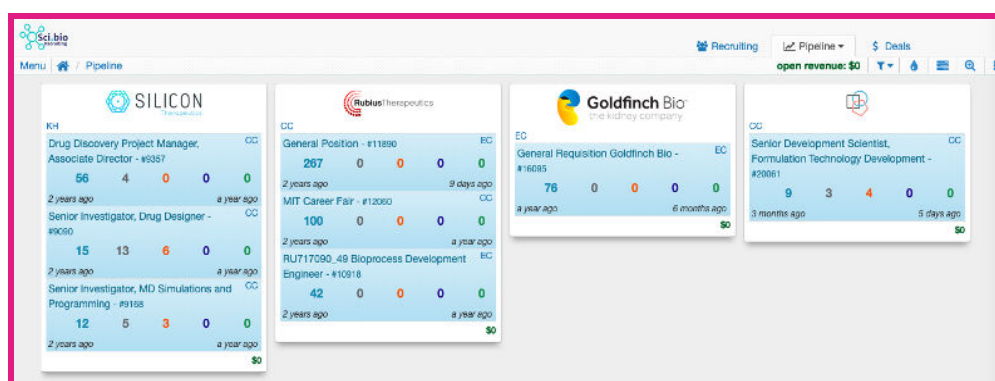 Sci.bio
Recruiting
Recruiting
Pipeline
$ Deals
Menu / Pipeline
open revenue: $0
SILICON
Therapeutics
KH
Drug Discovery Project Manager, CC
Associate Director - #9357
56 4 0 0 0
2 years ago a year ago
Senior Investigator, Drug Designer - CC
#9090
15 13 6 0 0
2 years ago a year ago
Senior Investigator, MD Simulations and CC
Programming - #9168
12 5 3 0 0
2 years ago a year ago
$0
Rubius Therapeutics
CC
General Position - #11890 EC
267 0 0 0 0
2 years ago 9 days ago
MIT Career Fair - #12060 CC
100 0 0 0 0
2 years ago a year ago
RU717090_49 Bioprocess Development EC
Engineer - #10918
42 0 0 0 0
2 years ago a year ago
$0
Goldfinch Bio
the kidney company
EC
General Requisition Goldfinch Bio - EC
#16095
76 0 0 0 0
a year ago 6 months ago
$0
CC
Senior Development Scientist, CC
Formulation Technology Development -
#20061
9 3 4 0 0
3 months ago 5 days ago
$0